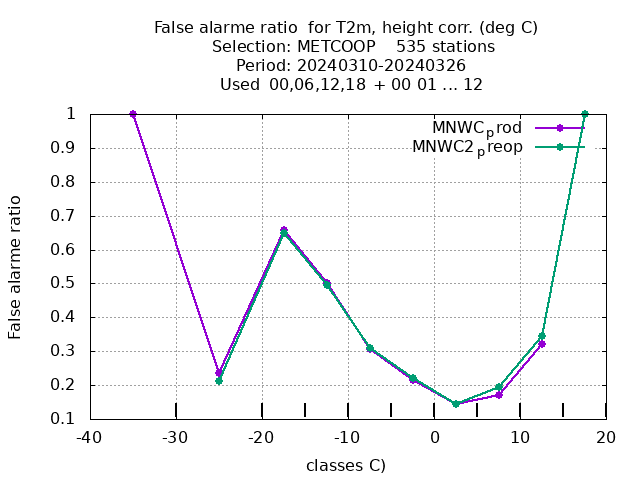 False alarme ratio  for T2m, height corr. (deg C)
Selection: METCOOP    535 stations
Period: 20240310-20240326
Used  00,06,12,18  + 00 01 ... 12
MNWCprod
MNWC2preop
1
0.9
0.8
0.7
0.6
0.5
0.4
0.3
0.2
0.1
False alarme ratio
-40 -30 -20 -10 0 10 20
classes C)